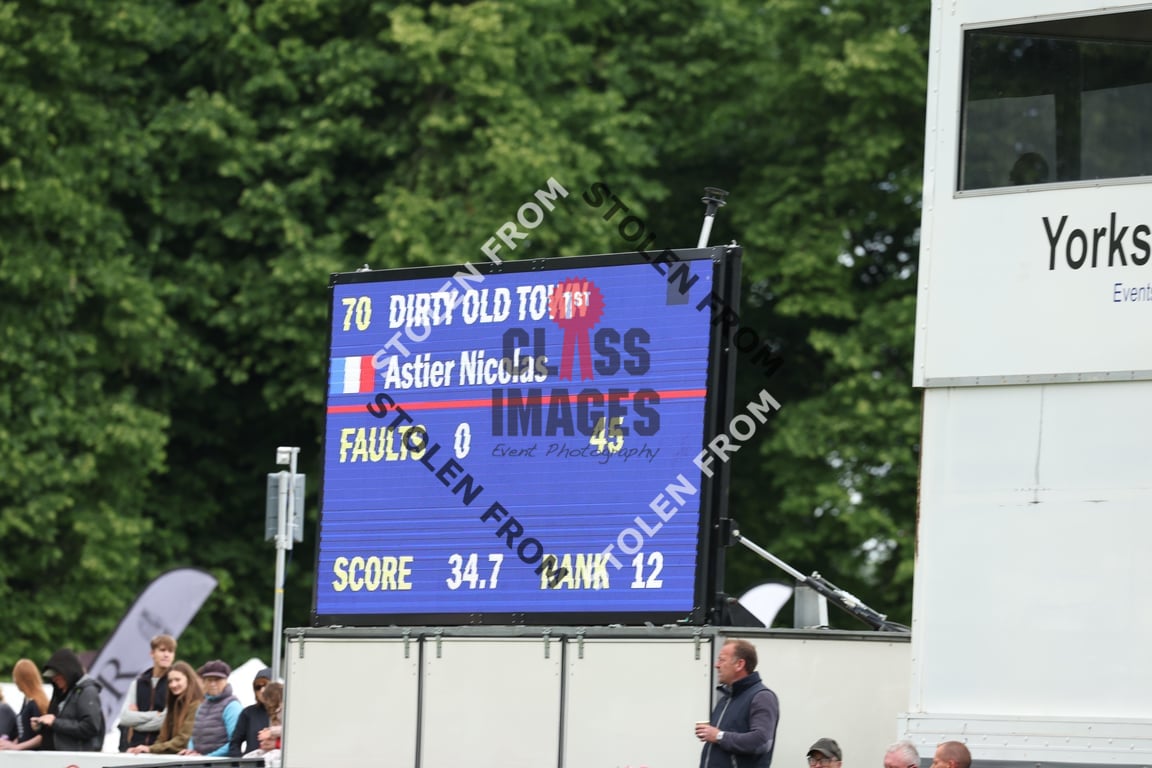 70 DIRTY OLD TOWN
Astier Nicolas
FAULTS 0 45
SCORE 34.7 RANK 12
Yorks
Events
1ST
CLASS
IMAGES
Event Photography
STOLEN FROM
STOLEN FROM
STOLEN FROM
STOLEN FROM